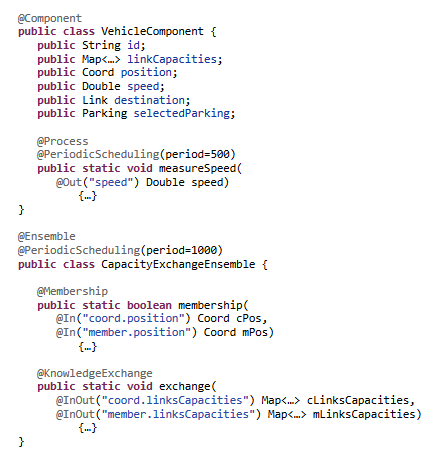 @Component
public class VehicleComponent {
    public String id;
    public Map<…> linkCapacities;
    public Coord position;
    public Double speed;
    public Link destination;
    public Parking selectedParking;

    @Process
    @PeriodicScheduling(period=500)
    public static void measureSpeed(
        @Out("speed") Double speed)
            {…}
}

@Ensemble
@PeriodicScheduling(period=1000)
public class CapacityExchangeEnsemble {

    @Membership
    public static boolean membership(
        @In("coord.position") Coord cPos,
        @In("member.position") Coord mPos)
            {…}

    @KnowledgeExchange
    public static void exchange(
        @InOut("coord.linksCapacities") Map<…> cLinksCapacities,
        @InOut("member.linksCapacities") Map<…> mLinksCapacities)
            {…}
}